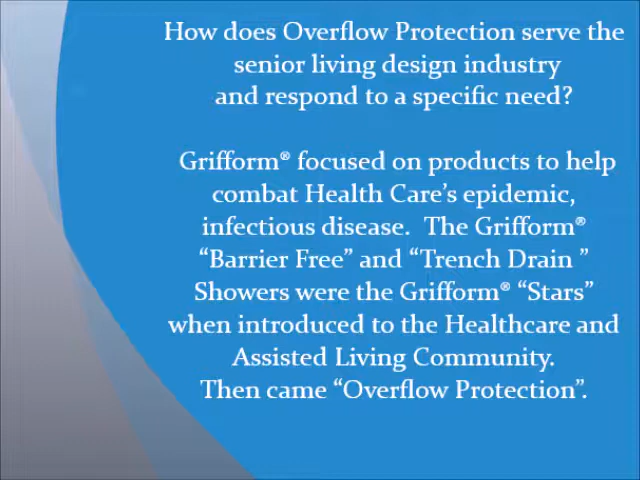 How does Overflow Protection serve the
senior living design industry
and respond to a specific need?
Grifform® focused on products to help
combat Health Care's epidemic,
infectious disease.  The Grifform®
“Barrier Free” and “Trench Drain ”
Showers were the Grifform® “Stars”
when introduced to the Healthcare and
Assisted Living Community.
Then came “Overflow Protection”.